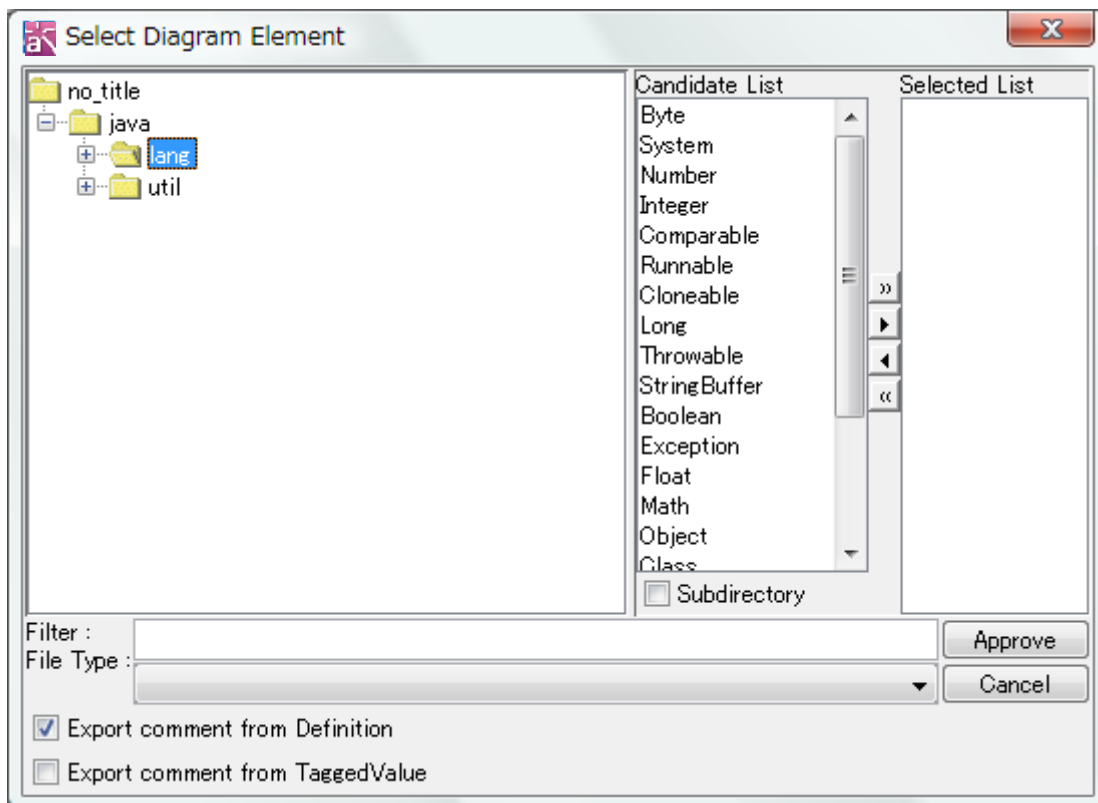 Select Diagram Element
no_title
java
lang
util
Candidate List
Byte
System
Number
Integer
Comparable
Runnable
Cloneable
Long
Throwable
StringBuffer
Boolean
Exception
Float
Math
Object
Class
Subdirectory
Selected List
Filter :
File Type :
Approve
Cancel
Export comment from Definition
Export comment from TaggedValue